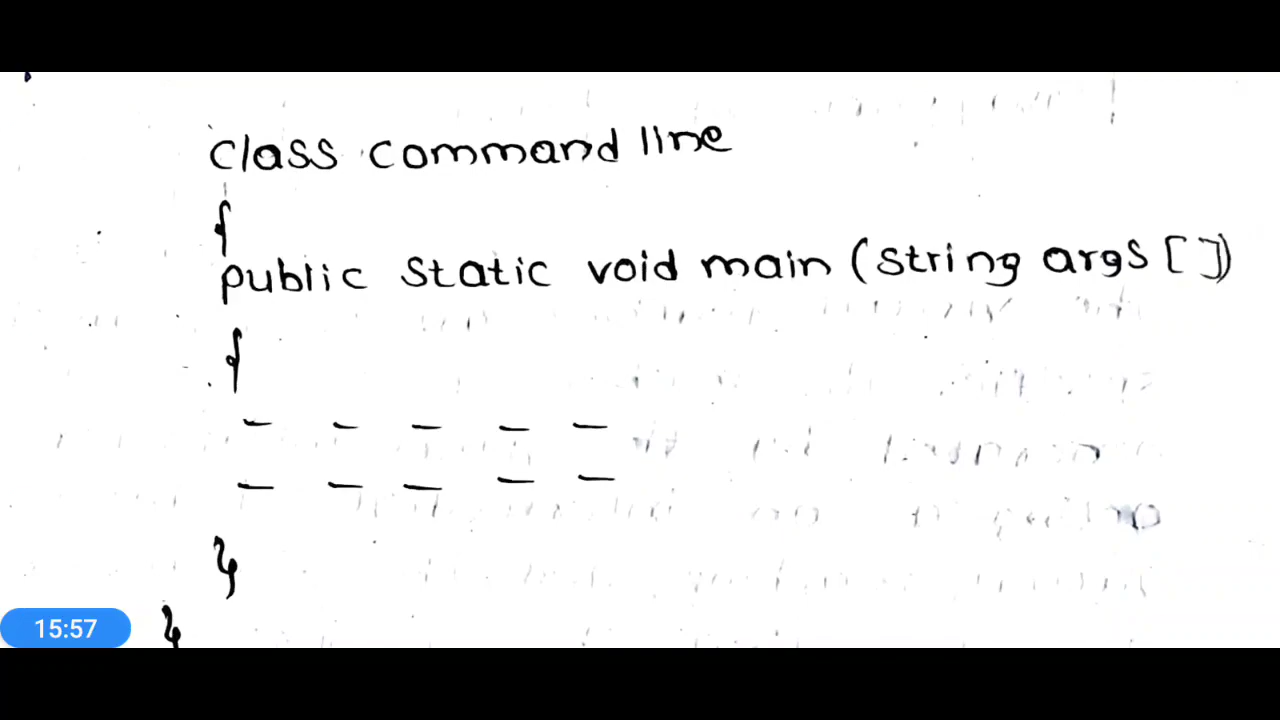 class command line
{
public static void main (string args [ ])
{
- - - - -
- - - - -
}
15:57
}